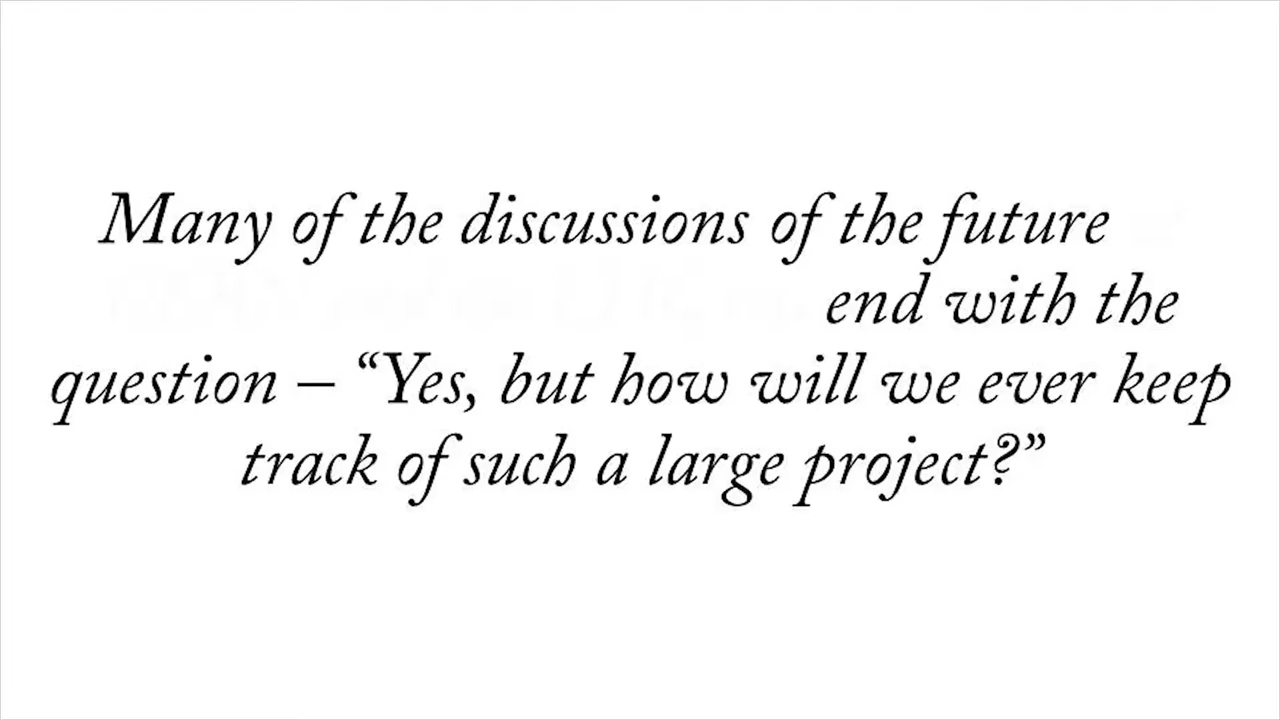 Many of the discussions of the future
end with the
question – “Yes, but how will we ever keep
track of such a large project?”